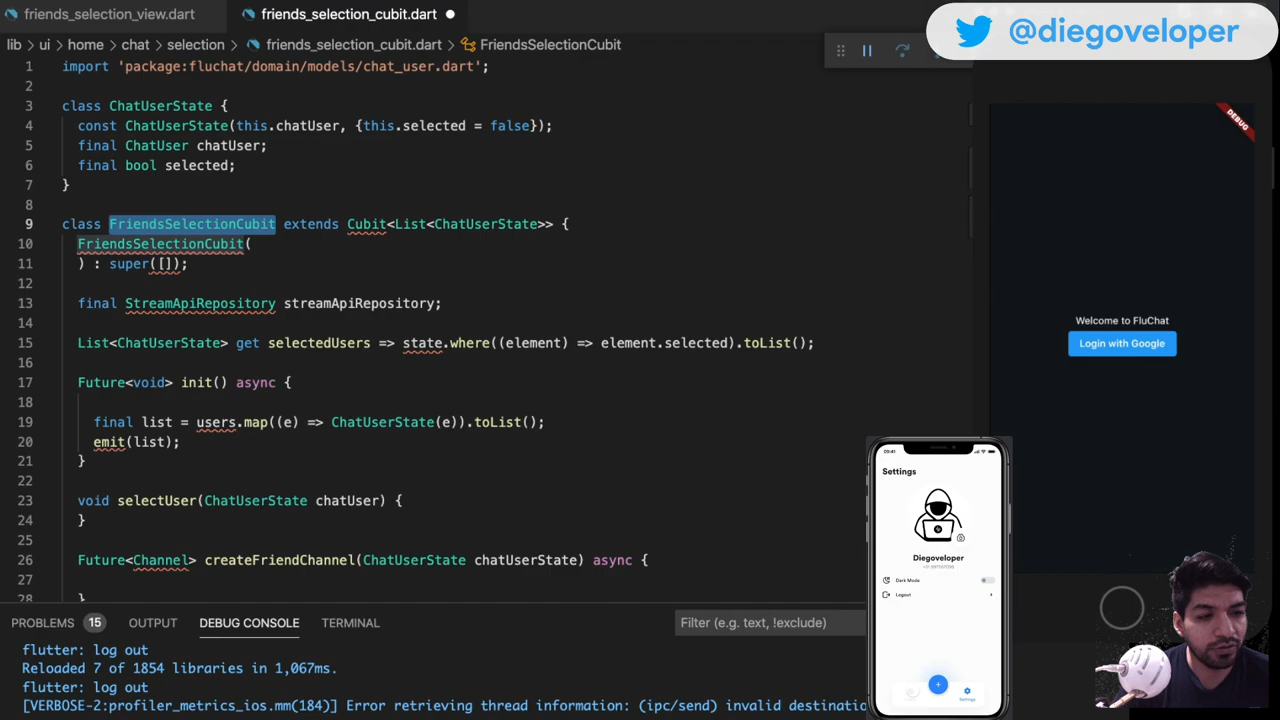 friends_selection_view.dart
friends_selection_cubit.dart
@diegoveloper
lib > ui > home > chat > selection > friends_selection_cubit.dart > FriendsSelectionCubit
1 import 'package:fluchat/domain/models/chat_user.dart';
2
3 class ChatUserState {
4 const ChatUserState(this.chatUser, {this.selected = false});
5 final ChatUser chatUser;
6 final bool selected;
7 }
8
9 class FriendsSelectionCubit extends Cubit<List<ChatUserState>> {
10 FriendsSelectionCubit(
11 ) : super([]);
12
13 final StreamApiRepository streamApiRepository;
14
15 List<ChatUserState> get selectedUsers => state.where((element) => element.selected).toList();
16
17 Future<void> init() async {
18
19 final list = users.map((e) => ChatUserState(e)).toList();
20 emit(list);
21 }
22
23 void selectUser(ChatUserState chatUser) {
24 }
25
26 Future<Channel> createFriendChannel(ChatUserState chatUserState) async {
27
28 }
DEBUG
Welcome to FluChat
Login with Google
09:41
Settings
Diegoveloper
Dark Mode
Logout
Settings
PROBLEMS 15 OUTPUT DEBUG CONSOLE TERMINAL Filter (e.g. text, !exclude)
flutter: log out
Reloaded 7 of 1854 libraries in 1,067ms.
flutter: log out
[VERBOSE-2:profiler_metrics_ios.mm(184)] Error retrieving thread information: (ipc/send) invalid destinatio